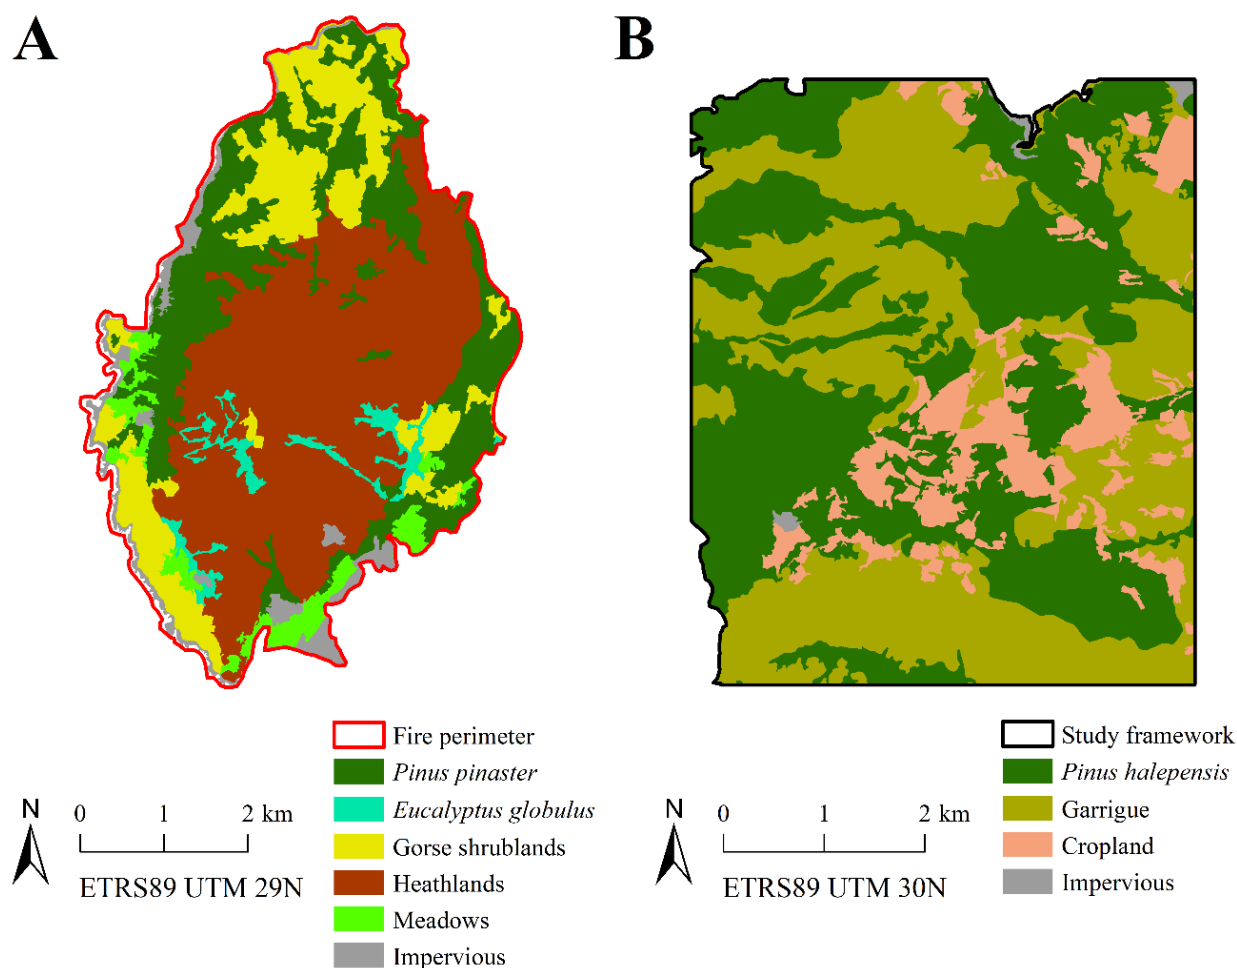 A
B
Fire perimeter
Pinus pinaster
Eucalyptus globulus
Gorse shrublands
Heathlands
Meadows
Impervious
N
0 1 2 km
ETRS89 UTM 29N
Study framework
Pinus halepensis
Garrigue
Cropland
Impervious
N
0 1 2 km
ETRS89 UTM 30N